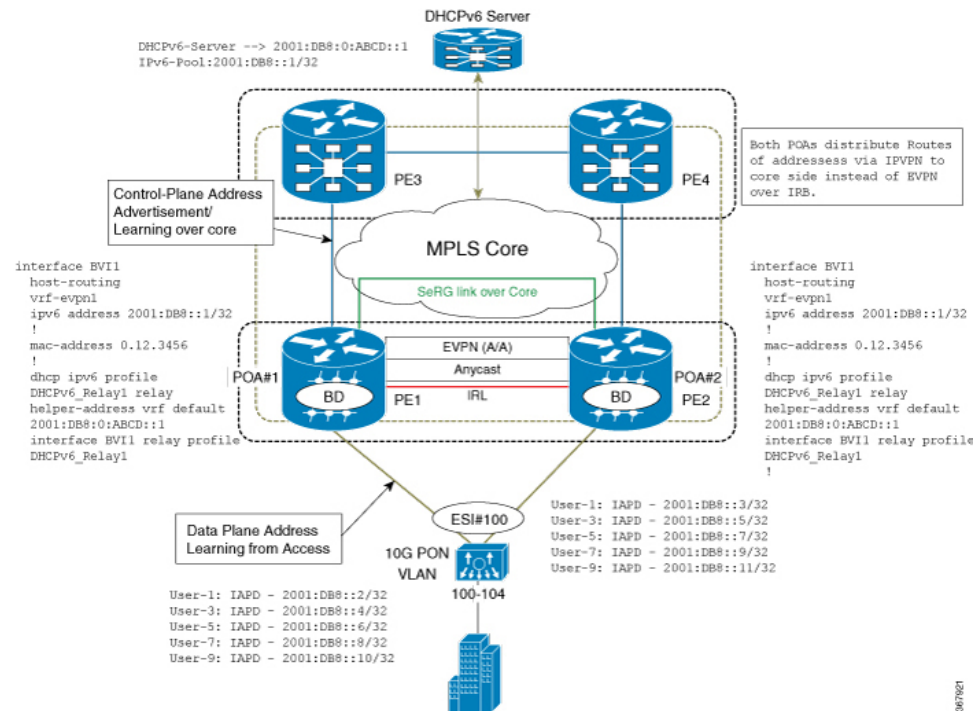 DHCPv6 Server
DHCPv6-Server --> 2001:DB8:0:ABCD::1
IPv6-Pool:2001:DB8::1/32
PE3
PE4
Both POAs distribute Routes
of addressess via IPVPN to
core side instead of EVPN
over IRB.
Control-Plane Address
Advertisement/
Learning over core
MPLS Core
SeRG link over Core
interface BVI1
host-routing
vrf-evpn1
ipv6 address 2001:DB8::1/32
!
mac-address 0.12.3456
!
dhcp ipv6 profile
DHCPv6_Relay1 relay
helper-address vrf default
2001:DB8:0:ABCD::1
interface BVI1 relay profile
DHCPv6_Relay1
POA#1
BD
PE1
EVPN (A/A)
Anycast
IRL
BD
POA#2
PE2
interface BVI1
host-routing
vrf-evpn1
ipv6 address 2001:DB8::1/32
!
mac-address 0.12.3456
!
dhcp ipv6 profile
DHCPv6_Relay1 relay
helper-address vrf default
2001:DB8:0:ABCD::1
interface BVI1 relay profile
DHCPv6_Relay1
!
Data Plane Address
Learning from Access
ESI#100
10G PON
VLAN
100-104
User-1: IAPD - 2001:DB8::3/32
User-3: IAPD - 2001:DB8::5/32
User-5: IAPD - 2001:DB8::7/32
User-7: IAPD - 2001:DB8::9/32
User-9: IAPD - 2001:DB8::11/32
User-1: IAPD - 2001:DB8::2/32
User-3: IAPD - 2001:DB8::4/32
User-5: IAPD - 2001:DB8::6/32
User-7: IAPD - 2001:DB8::8/32
User-9: IAPD - 2001:DB8::10/32
367921